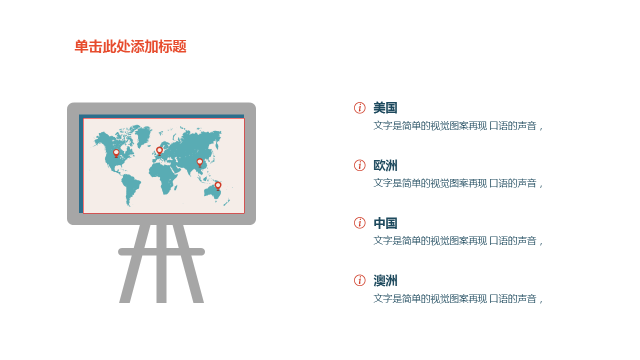 单击此处添加标题
美国
文字是简单的视觉图案再现 口语的声音，
欧洲
文字是简单的视觉图案再现 口语的声音，
中国
文字是简单的视觉图案再现 口语的声音，
澳洲
文字是简单的视觉图案再现 口语的声音，